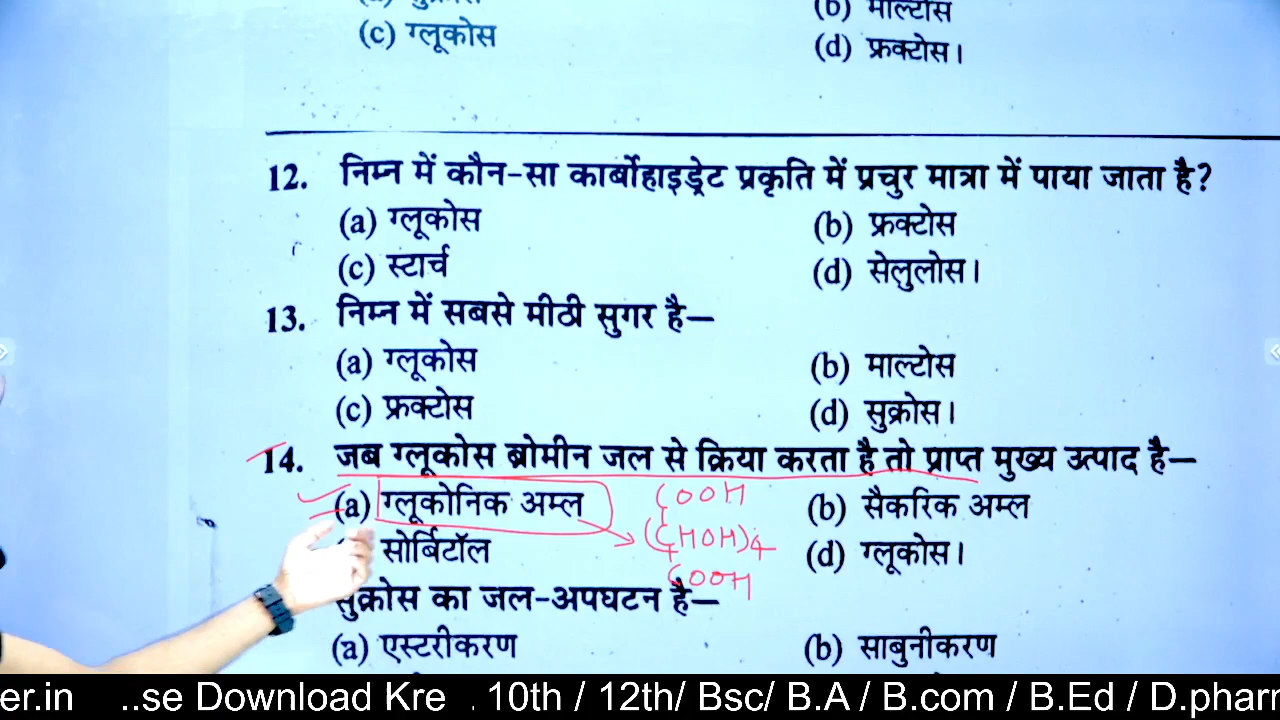 (b) माल्टोस
(c) ग्लूकोस
(d) फ्रक्टोस।
12. निम्न में कौन-सा कार्बोहाइड्रेट प्रकृति में प्रचुर मात्रा में पाया जाता है?
(a) ग्लूकोस (b) फ्रक्टोस
(c) स्टार्च (d) सेलुलोस।
13. निम्न में सबसे मीठी सुगर है—
(a) ग्लूकोस (b) माल्टोस
(c) फ्रक्टोस (d) सुक्रोस।
14. जब ग्लूकोस ब्रोमीन जल से क्रिया करता है तो प्राप्त मुख्य उत्पाद है—
(a) ग्लूकोनिक अम्ल COOH (b) सैकरिक अम्ल
(CHOH)4
सोर्बिटॉल (d) ग्लूकोस।
COOH
सुक्रोस का जल-अपघटन है—
(a) एस्टरीकरण (b) साबुनीकरण
er.in ..se Download Kre . 10th / 12th/ Bsc/ B.A / B.com / B.Ed / D.pharr